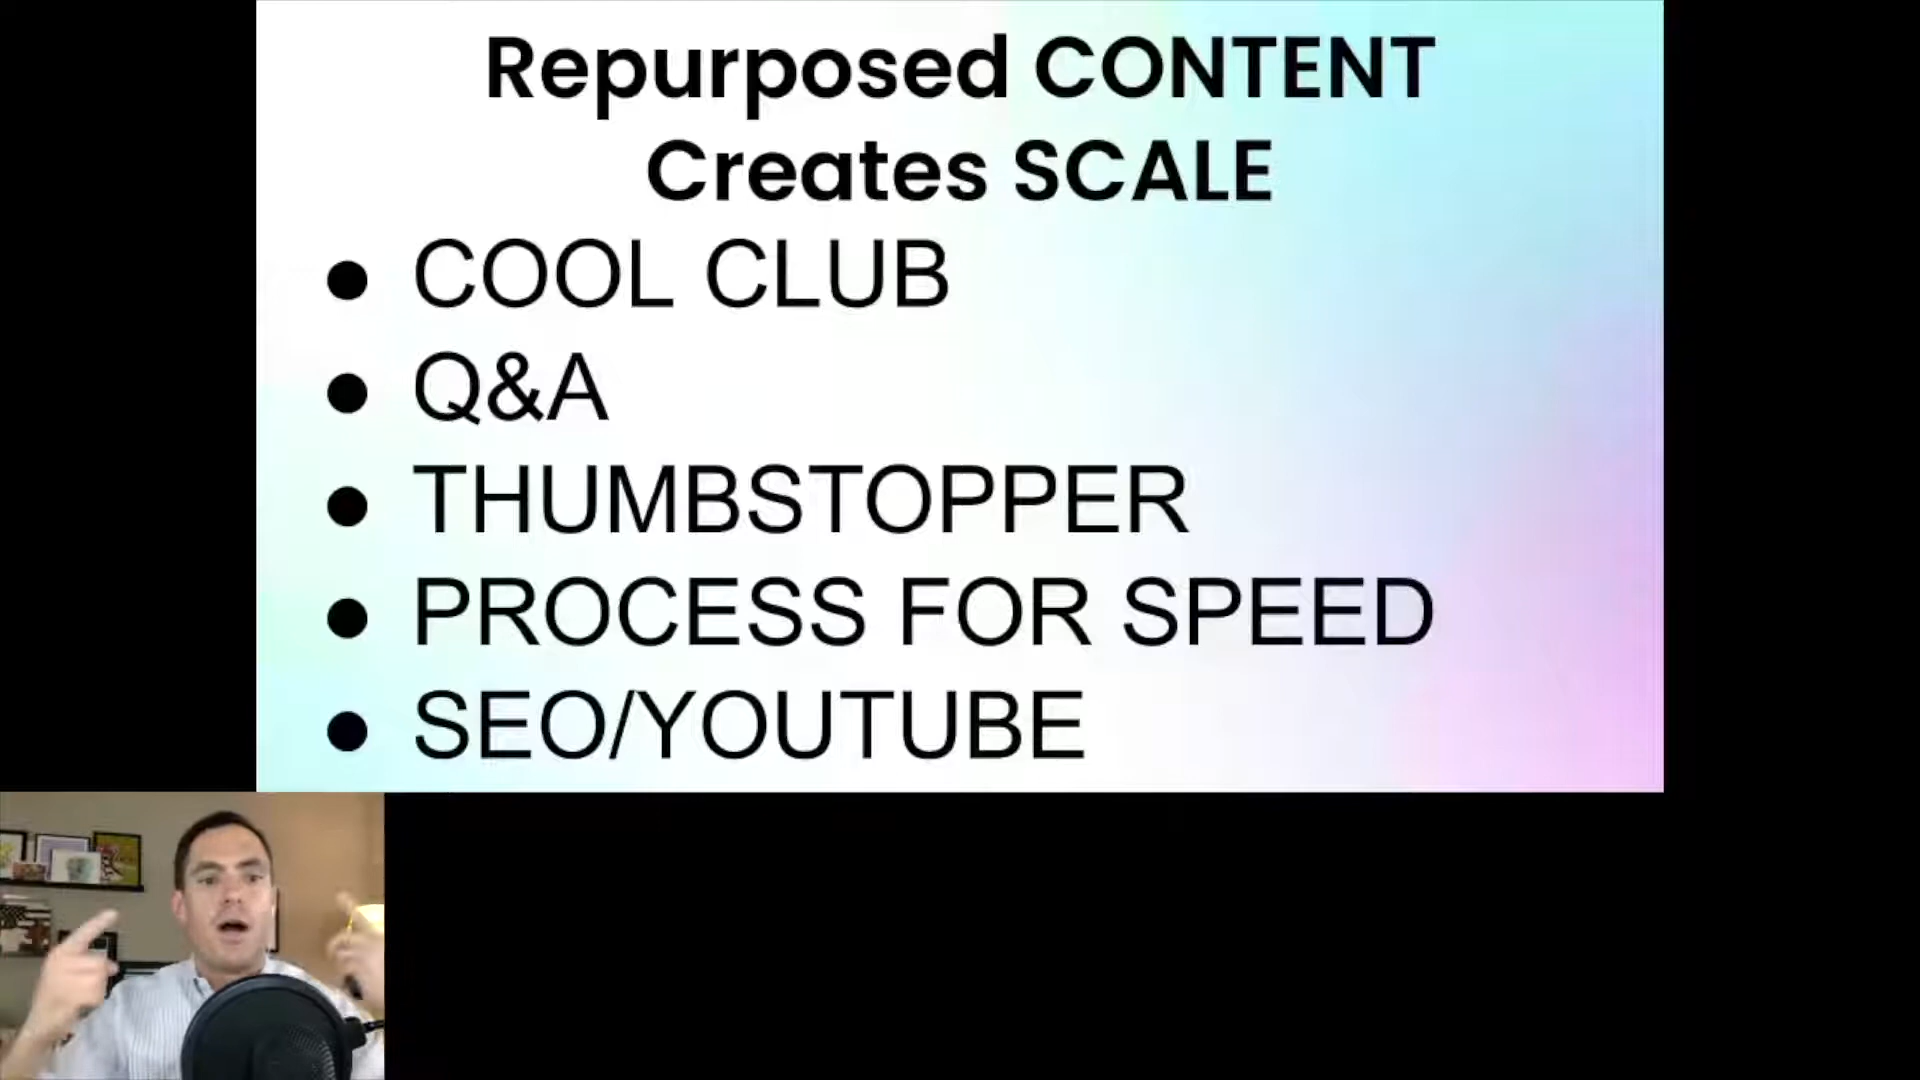 Repurposed CONTENT
Creates SCALE
● COOL CLUB
● Q&A
● THUMBSTOPPER
● PROCESS FOR SPEED
● SEO/YOUTUBE